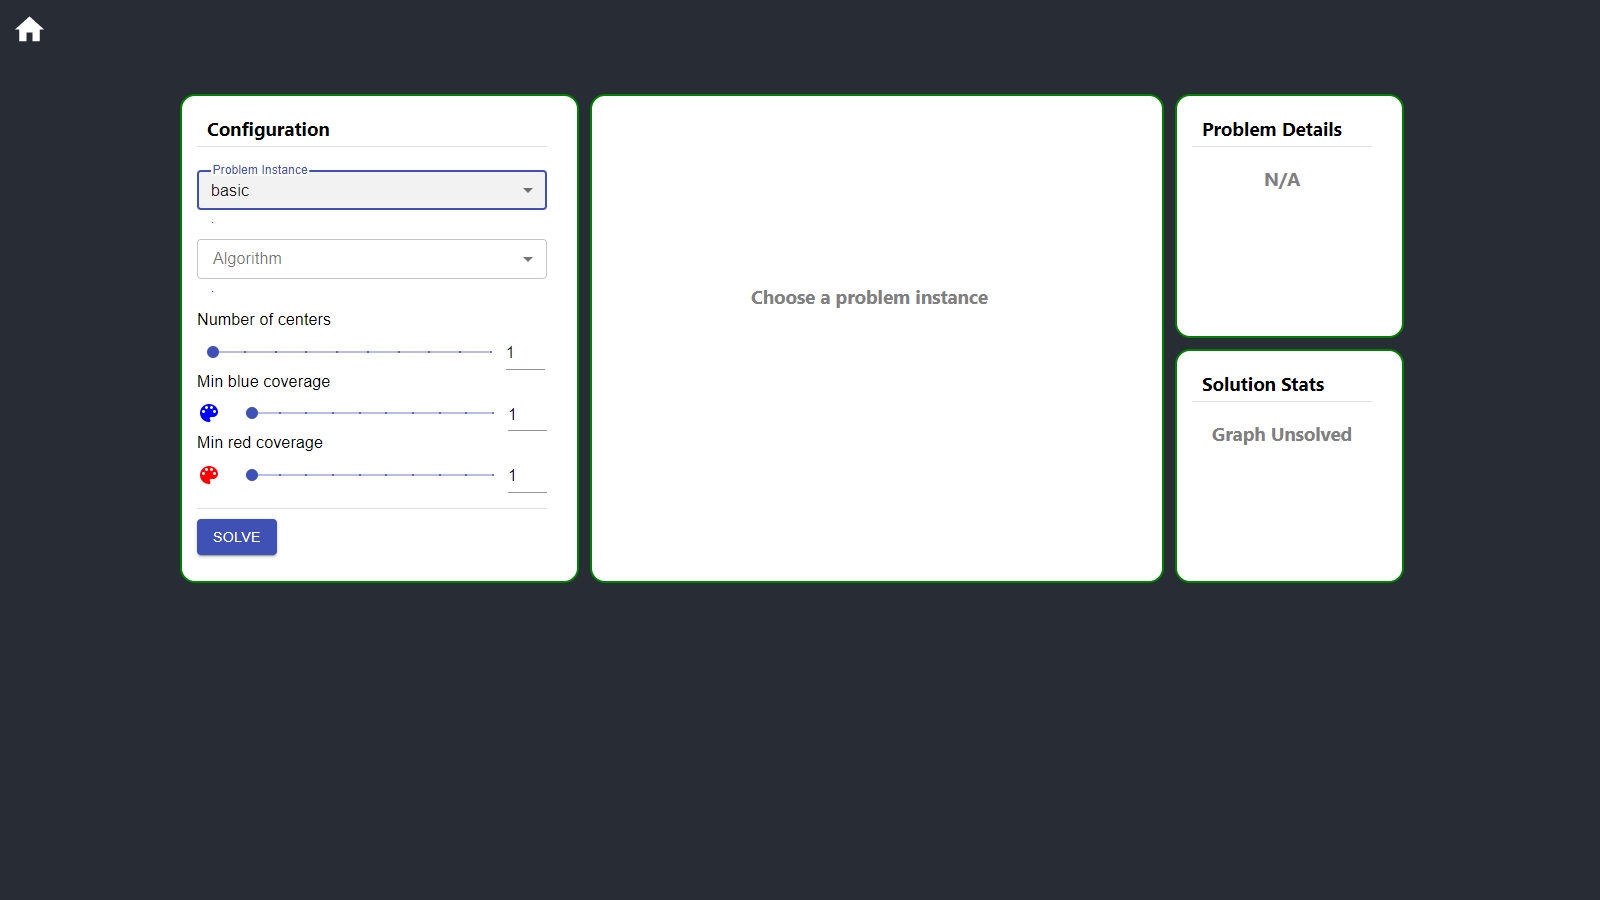 Configuration
Problem Instance
basic
Algorithm
Number of centers
1
Min blue coverage
1
Min red coverage
1
SOLVE
Choose a problem instance
Problem Details
N/A
Solution Stats
Graph Unsolved